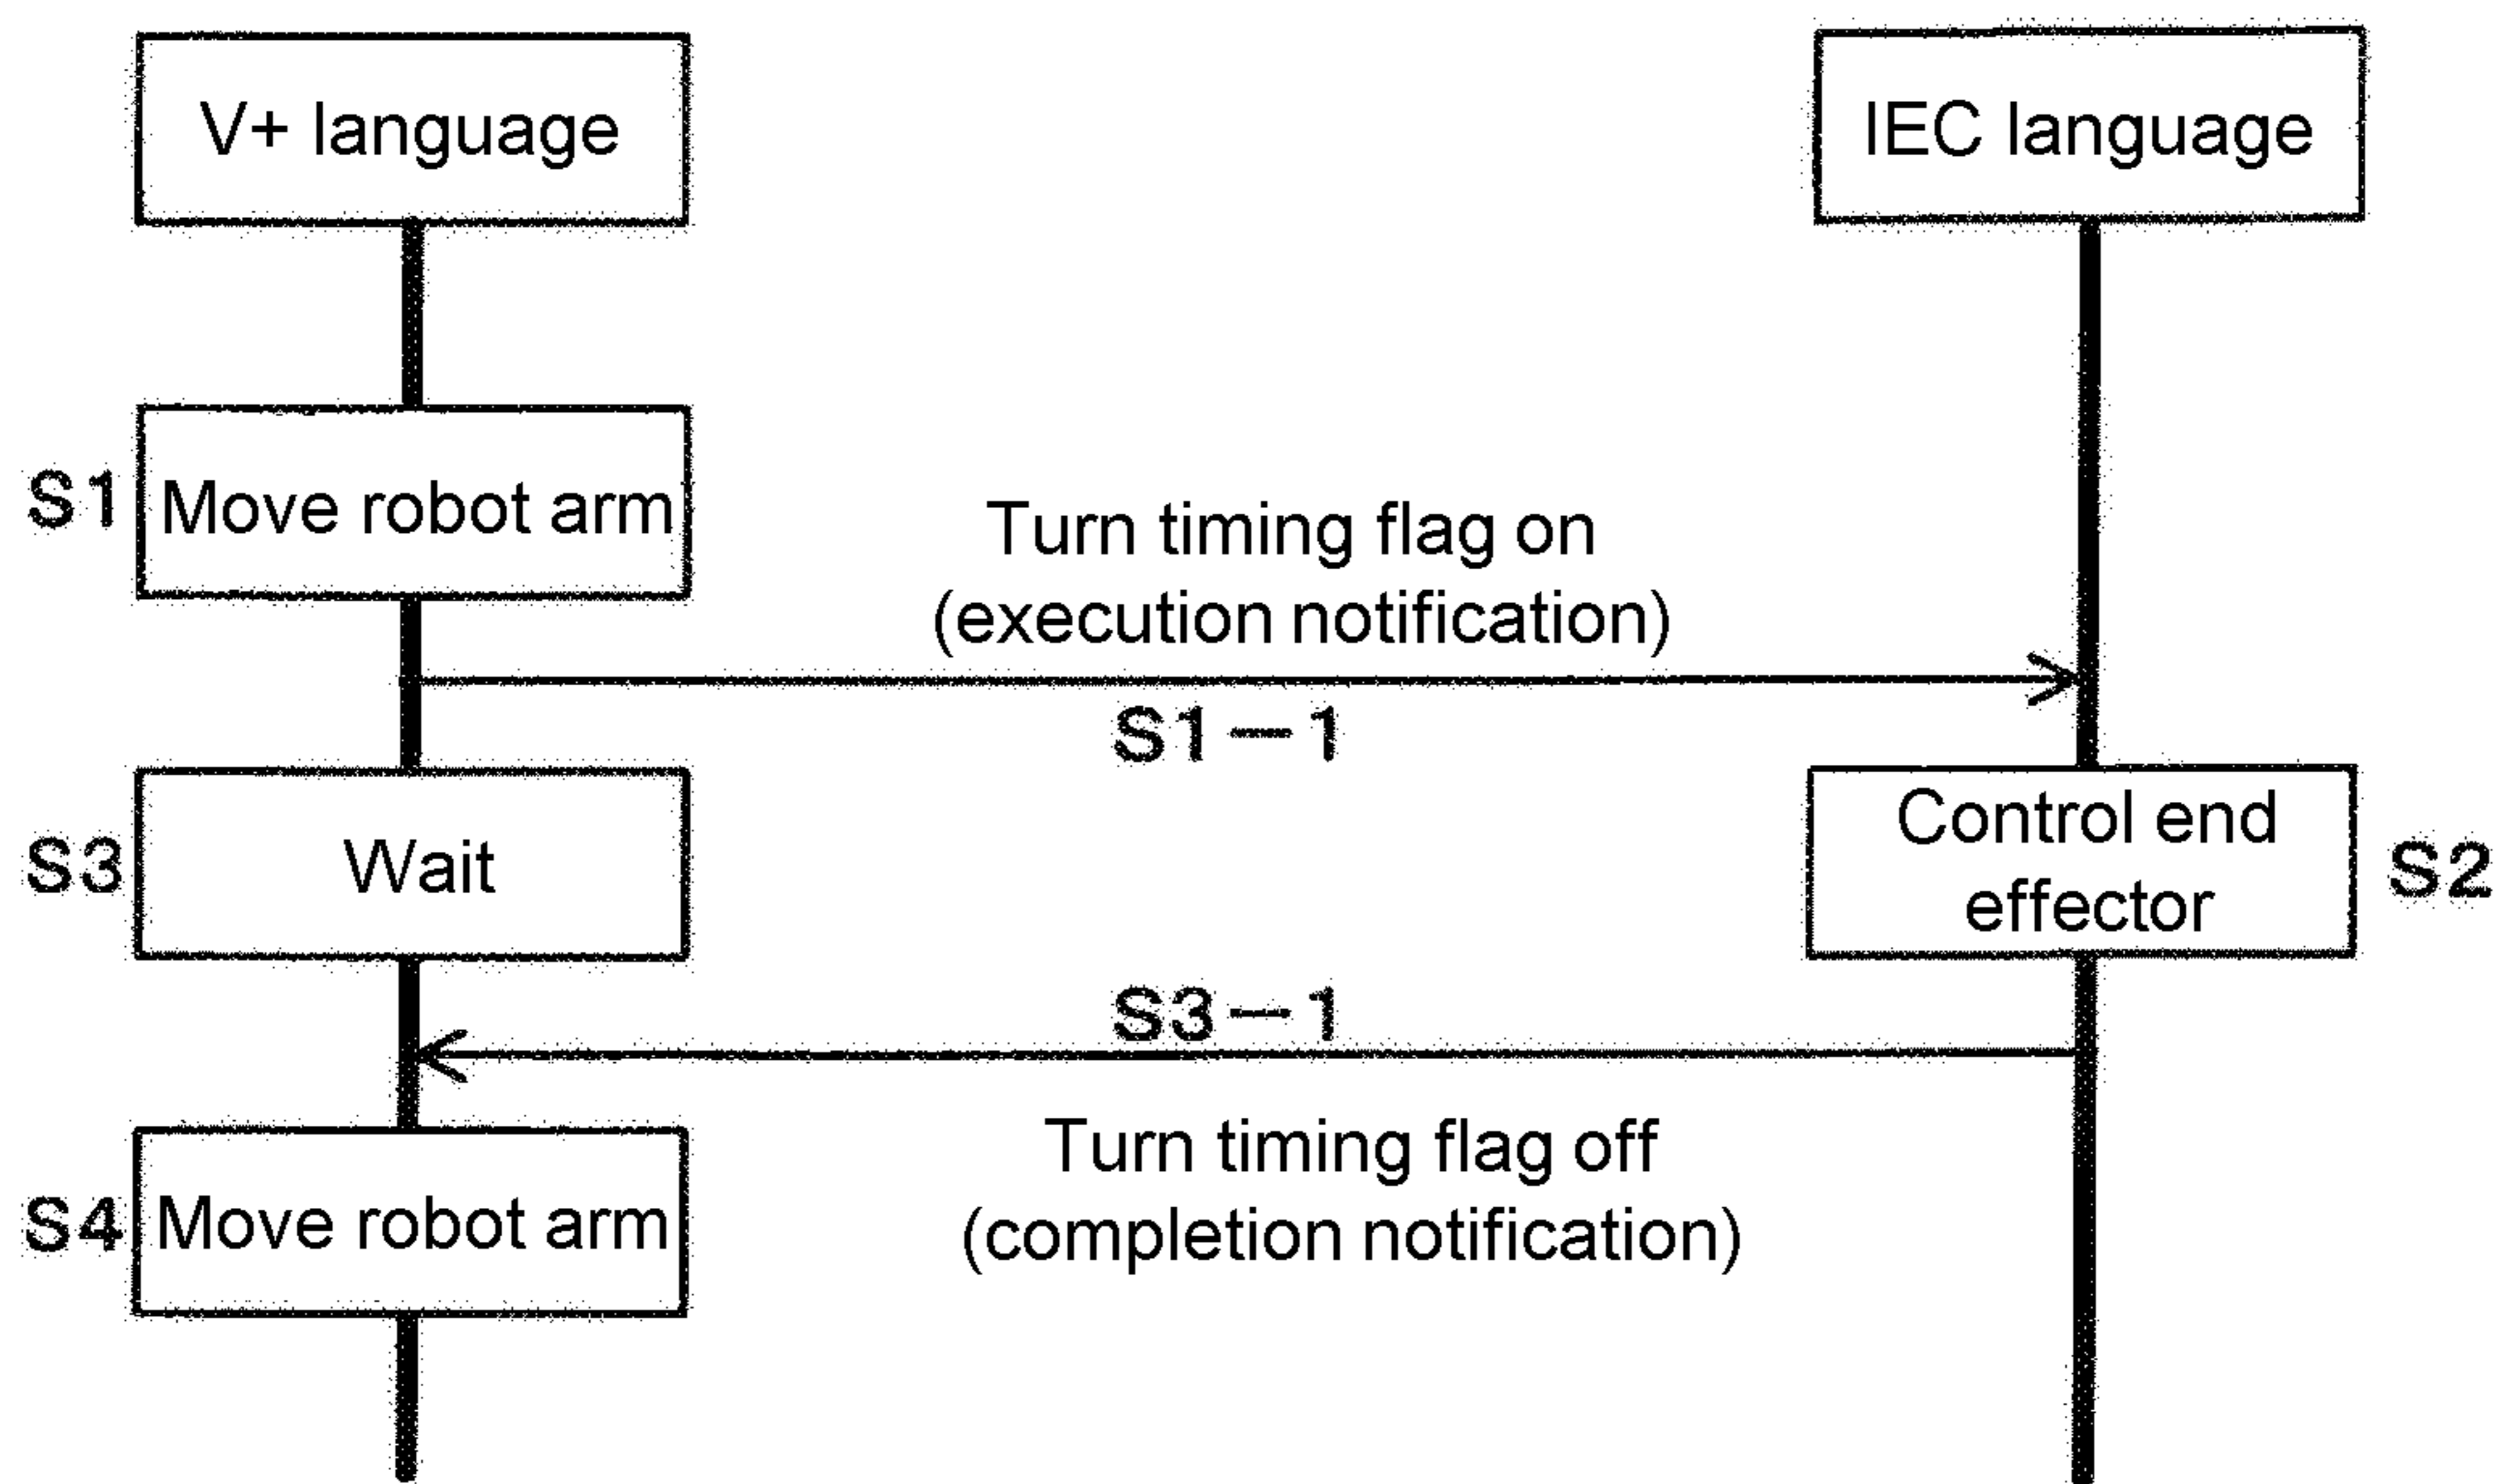 V+ language
IEC language
S1
Move robot arm
Turn timing flag on
(execution notification)
S1-1
S3
Wait
Control end
effector
S2
S3-1
Turn timing flag off
(completion notification)
S4
Move robot arm